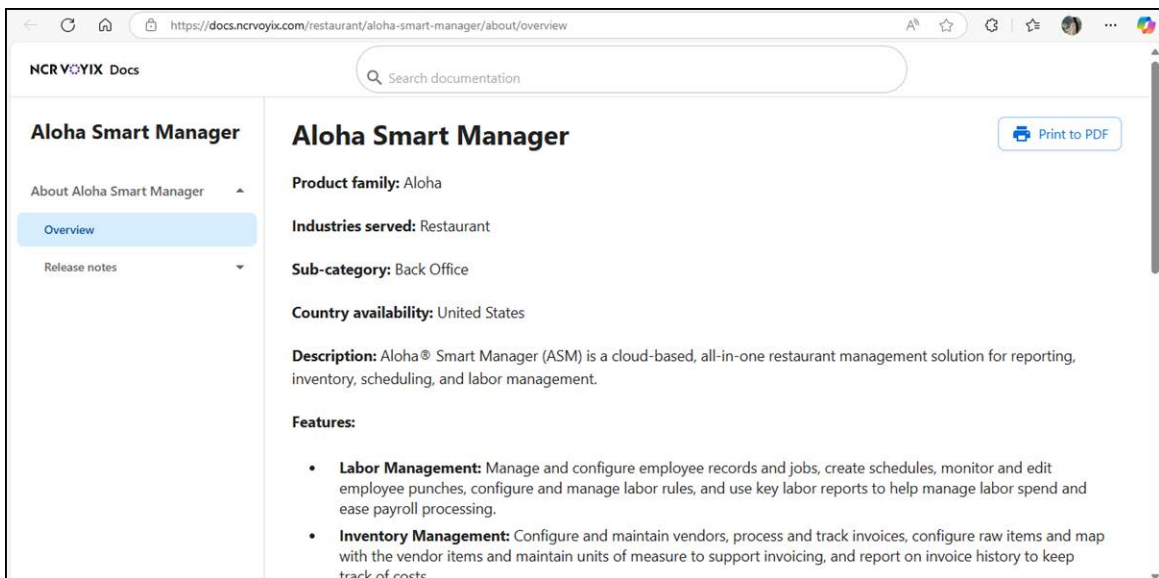 https://docs.ncrvoyix.com/restaurant/aloha-smart-manager/about/overview
NCR VOYIX Docs
Search documentation
Aloha Smart Manager
About Aloha Smart Manager
Overview
Release notes
Aloha Smart Manager
Print to PDF
Product family: Aloha
Industries served: Restaurant
Sub-category: Back Office
Country availability: United States
Description: Aloha® Smart Manager (ASM) is a cloud-based, all-in-one restaurant management solution for reporting,
inventory, scheduling, and labor management.
Features:
• Labor Management: Manage and configure employee records and jobs, create schedules, monitor and edit
employee punches, configure and manage labor rules, and use key labor reports to help manage labor spend and
ease payroll processing.
• Inventory Management: Configure and maintain vendors, process and track invoices, configure raw items and map
with the vendor items and maintain units of measure to support invoicing, and report on invoice history to keep
track of costs